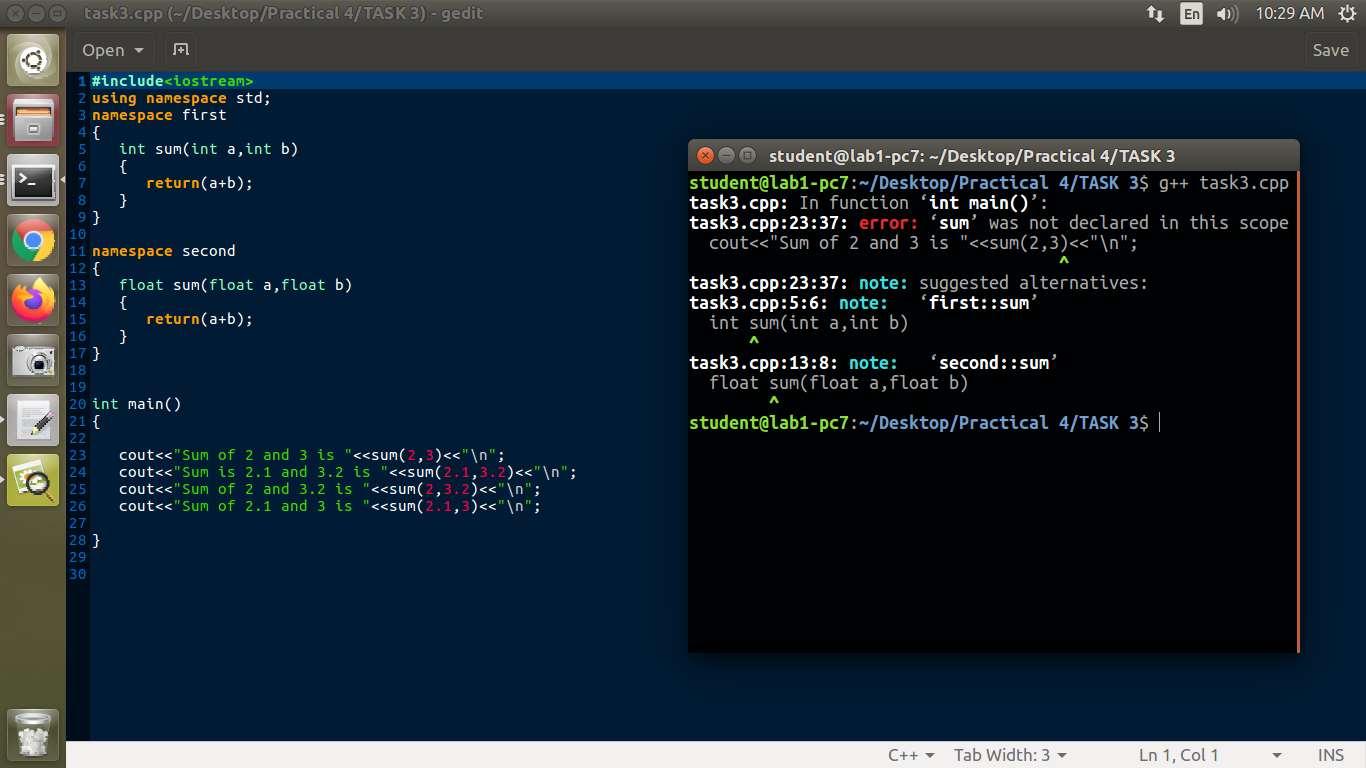 task3.cpp (~/Desktop/Practical 4/TASK 3) - gedit
En
10:29 AM
Open
Save
1 #include<iostream>
2 using namespace std;
3 namespace first
4 {
5    int sum(int a,int b)
6    {
7       return(a+b);
8    }
9 }
10
11 namespace second
12 {
13    float sum(float a,float b)
14    {
15       return(a+b);
16    }
17 }
18
19
20 int main()
21 {
22
23    cout<<"Sum of 2 and 3 is "<<sum(2,3)<<"\n";
24    cout<<"Sum is 2.1 and 3.2 is "<<sum(2.1,3.2)<<"\n";
25    cout<<"Sum of 2 and 3.2 is "<<sum(2,3.2)<<"\n";
26    cout<<"Sum of 2.1 and 3 is "<<sum(2.1,3)<<"\n";
27
28 }
29
30
student@lab1-pc7: ~/Desktop/Practical 4/TASK 3
student@lab1-pc7:~/Desktop/Practical 4/TASK 3$ g++ task3.cpp
task3.cpp: In function ‘int main()’:
task3.cpp:23:37: error: ‘sum’ was not declared in this scope
  cout<<"Sum of 2 and 3 is "<<sum(2,3)<<"\n";
                                     ^
task3.cpp:23:37: note: suggested alternatives:
task3.cpp:5:6: note:   ‘first::sum’
  int sum(int a,int b)
      ^
task3.cpp:13:8: note:   ‘second::sum’
  float sum(float a,float b)
        ^
student@lab1-pc7:~/Desktop/Practical 4/TASK 3$
C++
Tab Width: 3
Ln 1, Col 1
INS